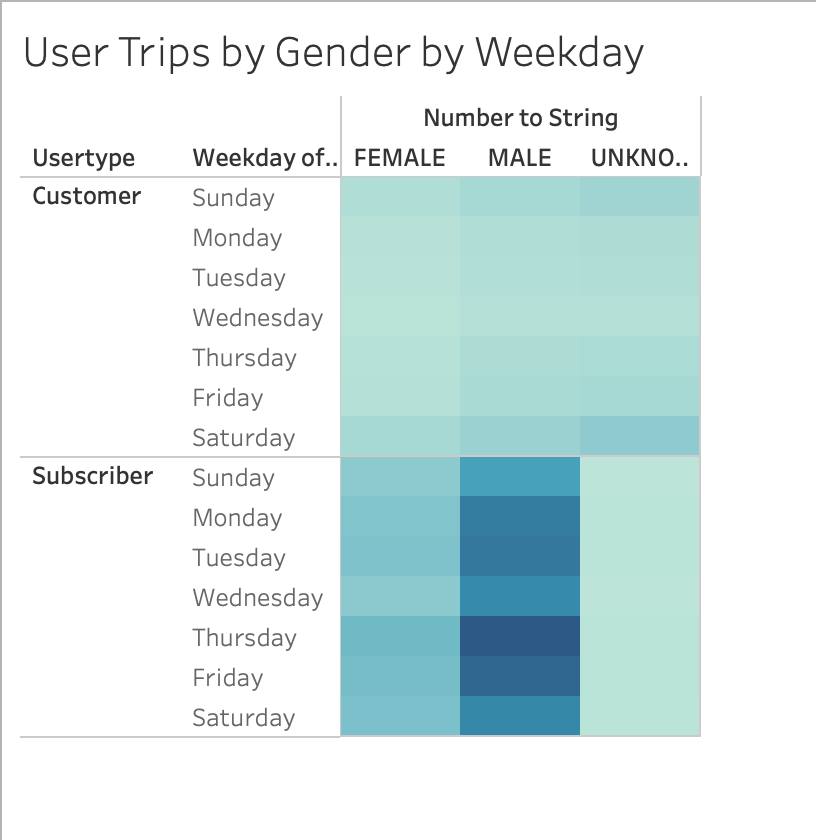 User Trips by Gender by Weekday
Number to String
Usertype Weekday of.. FEMALE MALE UNKNO..
Customer Sunday
Monday
Tuesday
Wednesday
Thursday
Friday
Saturday
Subscriber Sunday
Monday
Tuesday
Wednesday
Thursday
Friday
Saturday